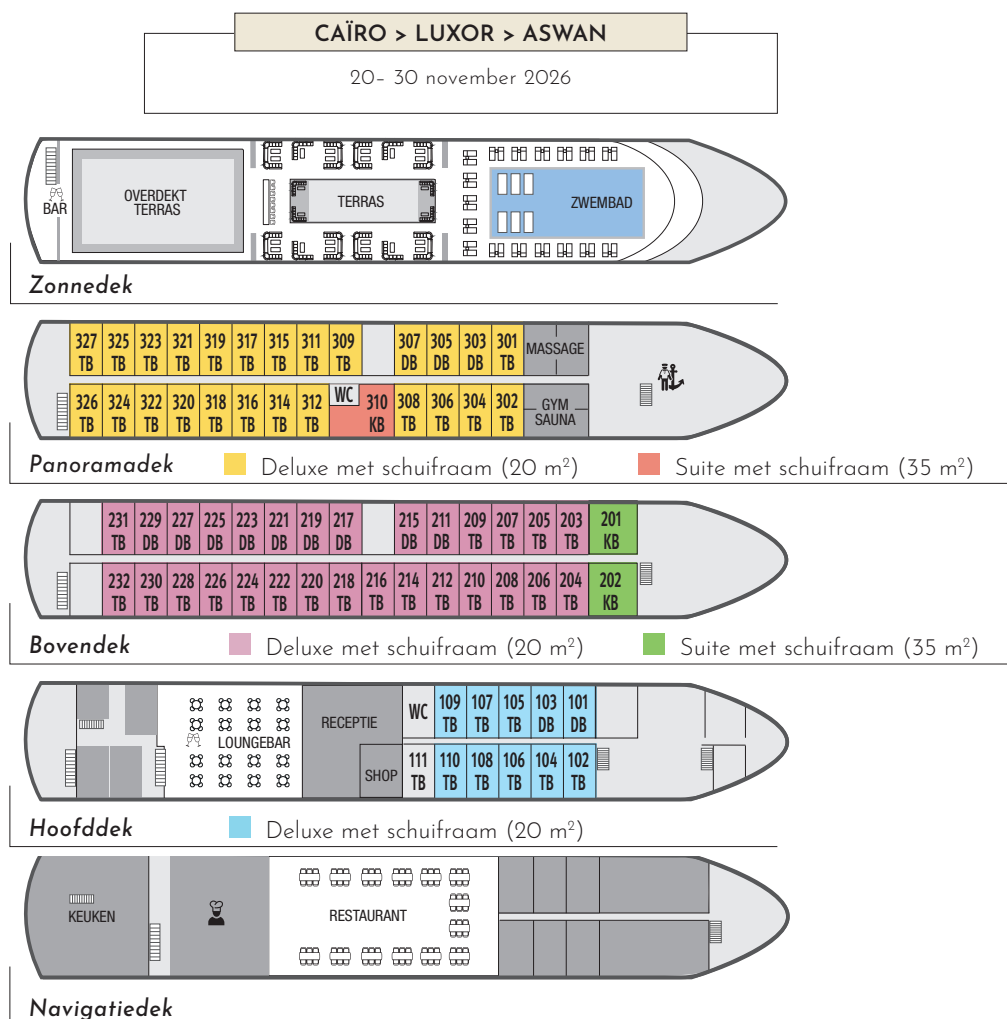 CAÏRO > LUXOR > ASWAN
20– 30 november 2026
BAR
OVERDEKT
TERRAS
TERRAS
ZWEMBAD
Zonnedek
327 325 323 321 319 317 315 311 309 307 305 303 301
TB TB TB TB TB TB TB TB TB DB DB DB TB
MASSAGE
326 324 322 320 318 316 314 312 WC 310 308 306 304 302
TB TB TB TB TB TB TB TB KB TB TB TB TB
GYM
SAUNA
Panoramadek
Deluxe met schuifraam (20 m²)
Suite met schuifraam (35 m²)
231 229 227 225 223 221 219 217 215 211 209 207 205 203 201
TB DB DB DB DB DB DB DB DB DB TB TB TB TB KB
232 230 228 226 224 222 220 218 216 214 212 210 208 206 204 202
TB TB TB TB TB TB TB TB TB TB TB TB TB TB TB KB
Bovendek
Deluxe met schuifraam (20 m²)
Suite met schuifraam (35 m²)
LOUNGEBAR
RECEPTIE
SHOP
WC 109 107 105 103 101
TB TB TB DB DB
111 110 108 106 104 102
TB TB TB TB TB TB
Hoofddek
Deluxe met schuifraam (20 m²)
KEUKEN
RESTAURANT
Navigatiedek